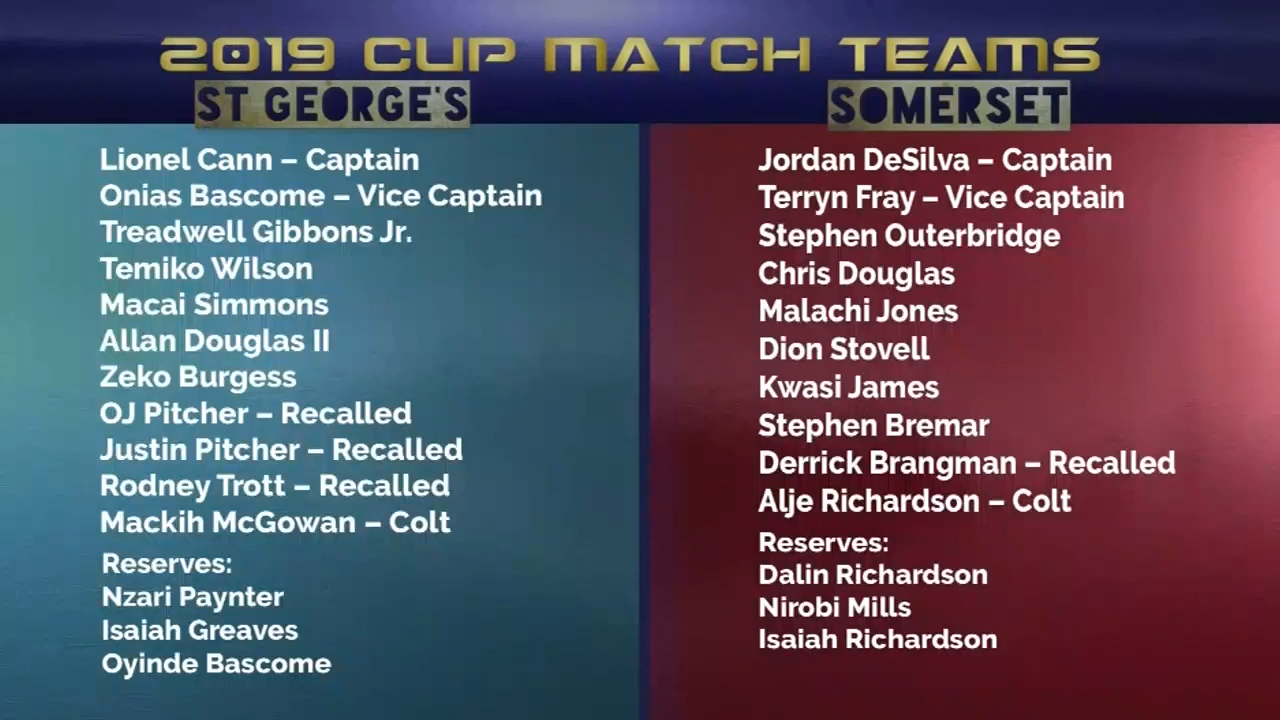 2019 CUP MATCH TEAMS
ST GEORGE'S
Lionel Cann – Captain
Onias Bascome – Vice Captain
Treadwell Gibbons Jr.
Temiko Wilson
Macai Simmons
Allan Douglas II
Zeko Burgess
OJ Pitcher – Recalled
Justin Pitcher – Recalled
Rodney Trott – Recalled
Mackih McGowan – Colt
Reserves:
Nzari Paynter
Isaiah Greaves
Oyinde Bascome
SOMERSET
Jordan DeSilva – Captain
Terryn Fray – Vice Captain
Stephen Outerbridge
Chris Douglas
Malachi Jones
Dion Stovell
Kwasi James
Stephen Bremar
Derrick Brangman – Recalled
Alje Richardson – Colt
Reserves:
Dalin Richardson
Nirobi Mills
Isaiah Richardson